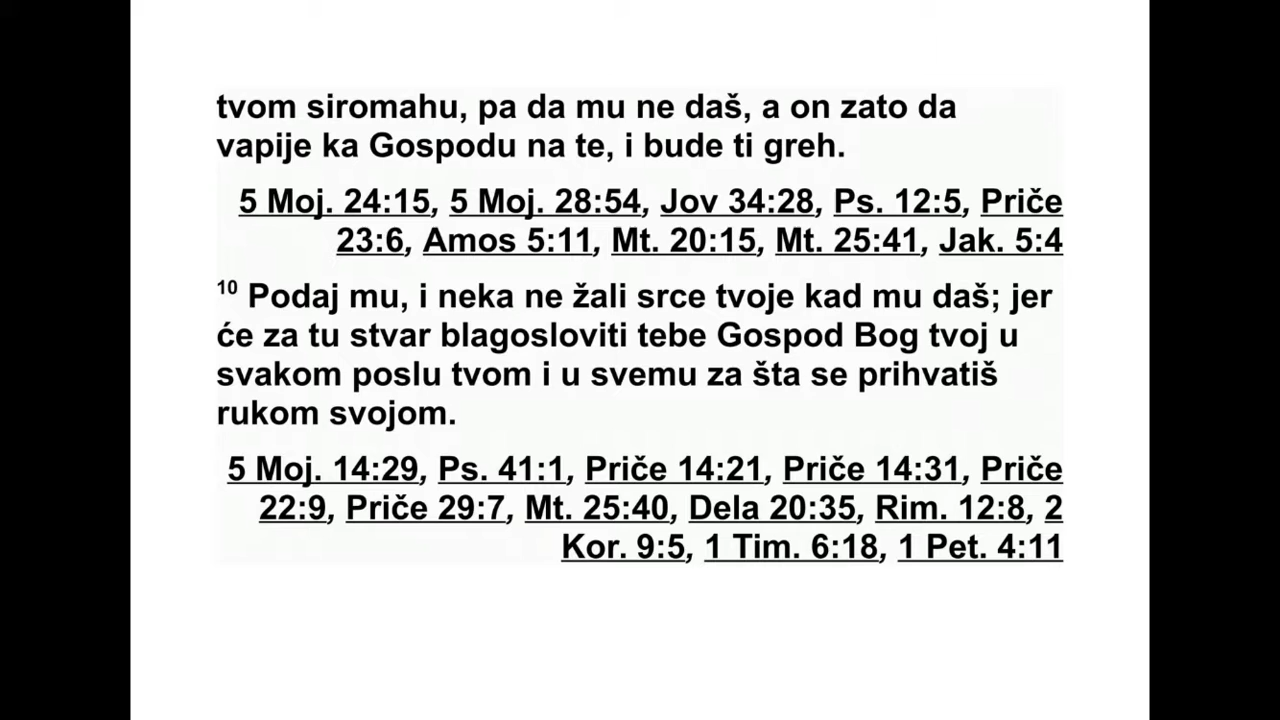 tvom siromahu, pa da mu ne daš, a on zato da
vapije ka Gospodu na te, i bude ti greh.
5 Moj. 24:15, 5 Moj. 28:54, Jov 34:28, Ps. 12:5, Priče
23:6, Amos 5:11, Mt. 20:15, Mt. 25:41, Jak. 5:4
10 Podaj mu, i neka ne žali srce tvoje kad mu daš; jer
će za tu stvar blagosloviti tebe Gospod Bog tvoj u
svakom poslu tvom i u svemu za šta se prihvatiš
rukom svojom.
5 Moj. 14:29, Ps. 41:1, Priče 14:21, Priče 14:31, Priče
22:9, Priče 29:7, Mt. 25:40, Dela 20:35, Rim. 12:8, 2
Kor. 9:5, 1 Tim. 6:18, 1 Pet. 4:11